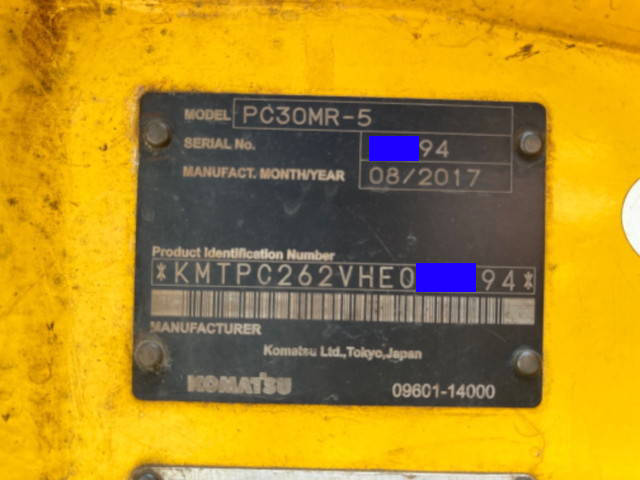 MODEL PC30MR-5
SERIAL No. 94
MANUFACT. MONTH/YEAR 08/2017
Product Identification Number
*KMTPC262VHE0 94*
MANUFACTURER
Komatsu Ltd.,Tokyo,Japan
KOMATSU 09601-14000